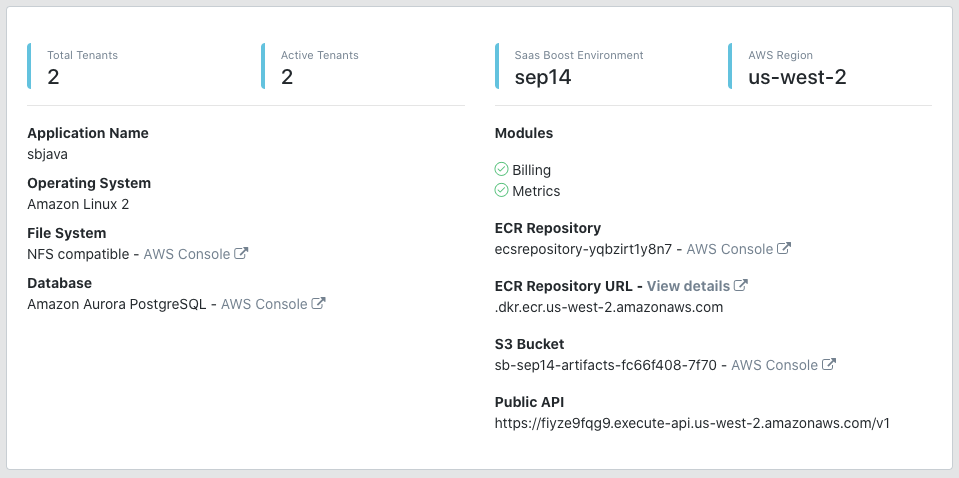 Total Tenants
2
Active Tenants
2
Saas Boost Environment
sep14
AWS Region
us-west-2
Application Name
sbjava
Operating System
Amazon Linux 2
File System
NFS compatible - AWS Console
Database
Amazon Aurora PostgreSQL - AWS Console
Modules
Billing
Metrics
ECR Repository
ecsrepository-yqbzirt1y8n7 - AWS Console
ECR Repository URL - View details
.dkr.ecr.us-west-2.amazonaws.com
S3 Bucket
sb-sep14-artifacts-fc66f408-7f70 - AWS Console
Public API
https://fiyze9fqg9.execute-api.us-west-2.amazonaws.com/v1